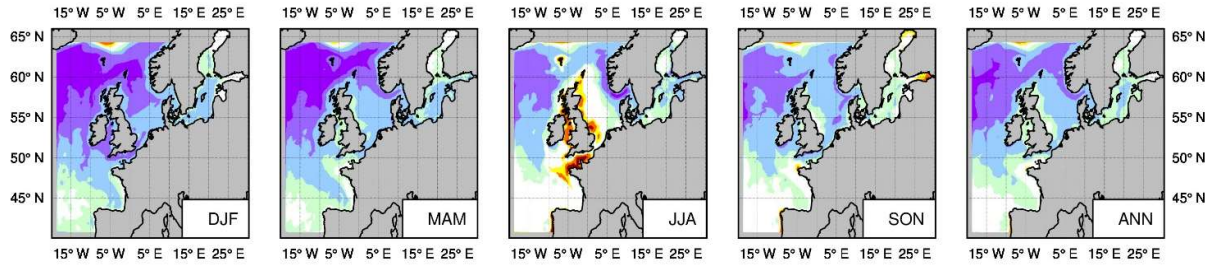 15° W 5° W 5° E 15° E 25° E 15° W 5° W 5° E 15° E 25° E 15° W 5° W 5° E 15° E 25° E 15° W 5° W 5° E 15° E 25° E 15° W 5° W 5° E 15° E 25° E
65° N 65° N
60° N 60° N
55° N 55° N
50° N 50° N
45° N 45° N
DJF MAM JJA SON ANN
15° W 5° W 5° E 15° E 25° E 15° W 5° W 5° E 15° E 25° E 15° W 5° W 5° E 15° E 25° E 15° W 5° W 5° E 15° E 25° E 15° W 5° W 5° E 15° E 25° E